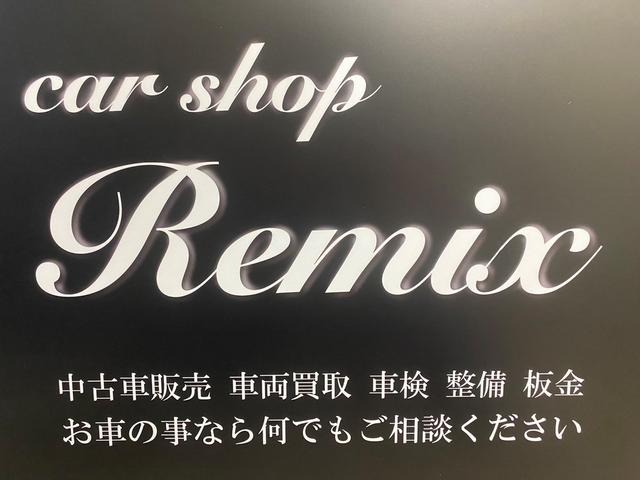 car shop
Remix
中古車販売 車両買取 車検 整備 板金
お車の事なら何でもご相談ください